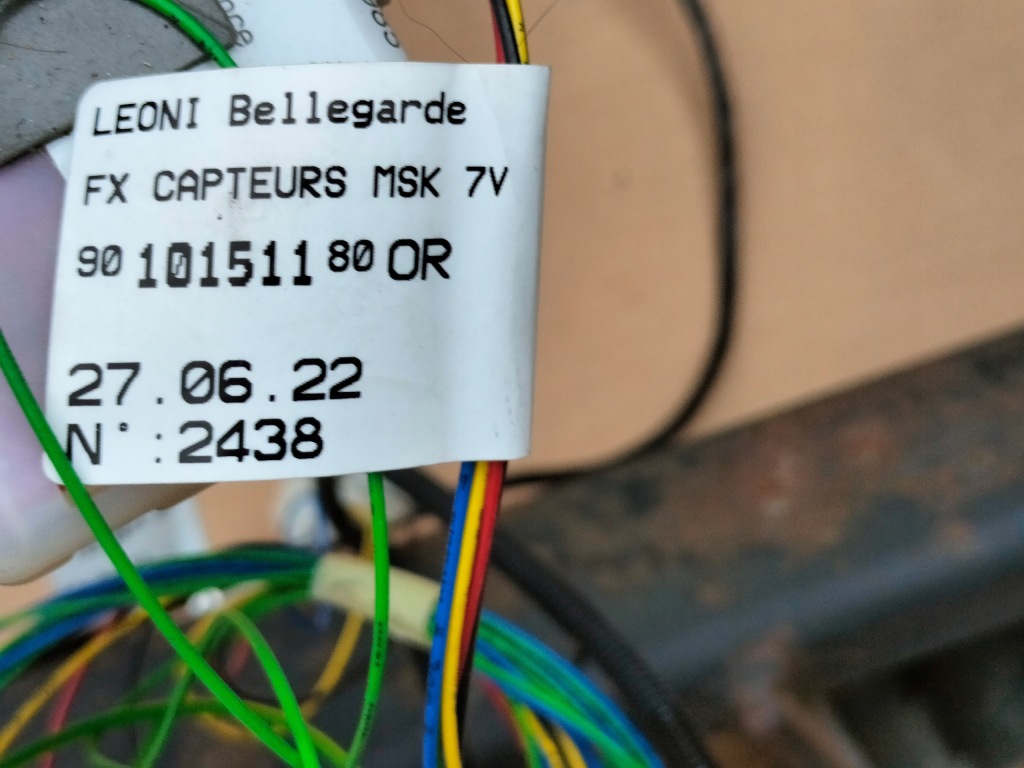 LEONI Bellegarde
FX CAPTEURS MSK 7V
90 101511 80 OR
27.06.22
N° :2438